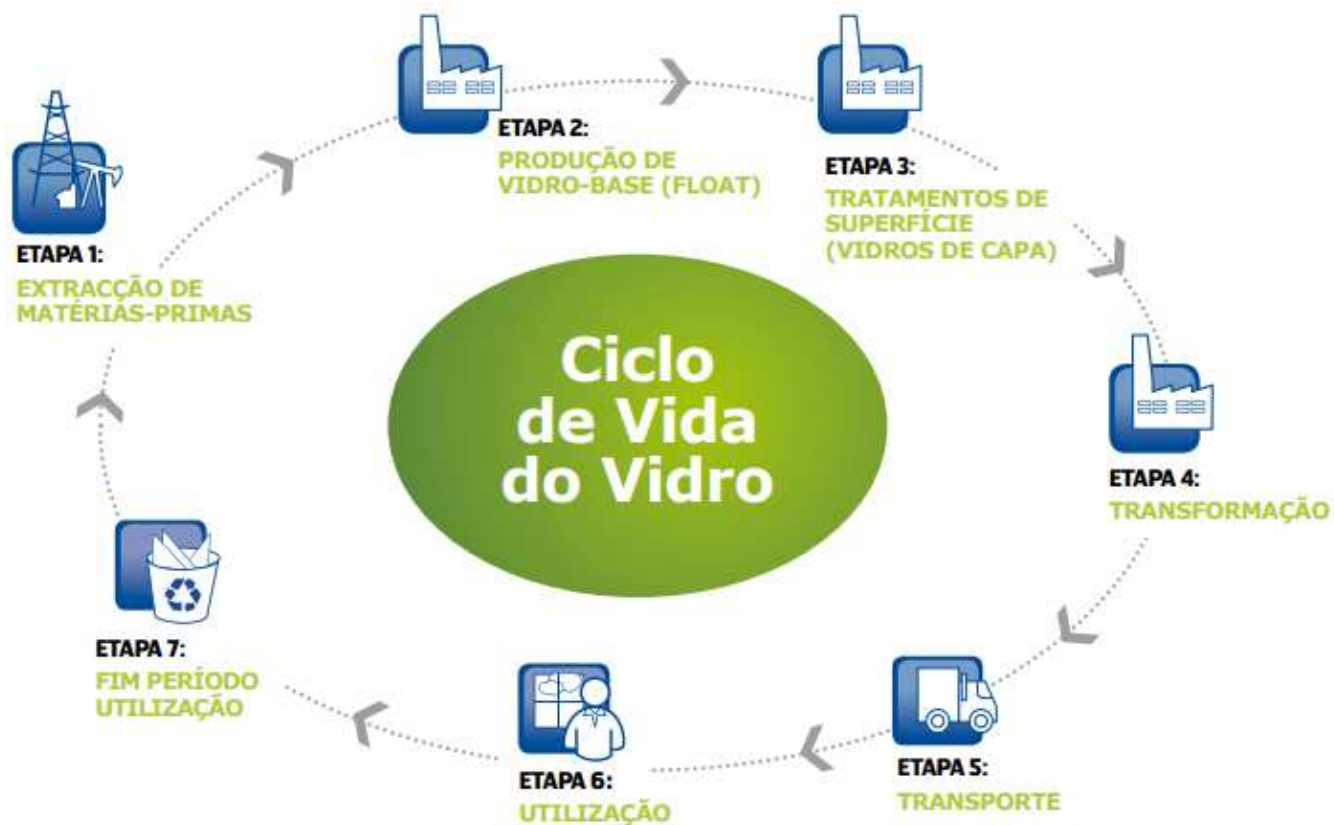 ETAPA 1:
EXTRACÇÃO DE
MATÉRIAS-PRIMAS
ETAPA 2:
PRODUÇÃO DE
VIDRO-BASE (FLOAT)
ETAPA 3:
TRATAMENTOS DE
SUPERFÍCIE
(VIDROS DE CAPA)
Ciclo
de Vida
do Vidro
ETAPA 4:
TRANSFORMAÇÃO
ETAPA 5:
TRANSPORTE
ETAPA 6:
UTILIZAÇÃO
ETAPA 7:
FIM PERÍODO
UTILIZAÇÃO